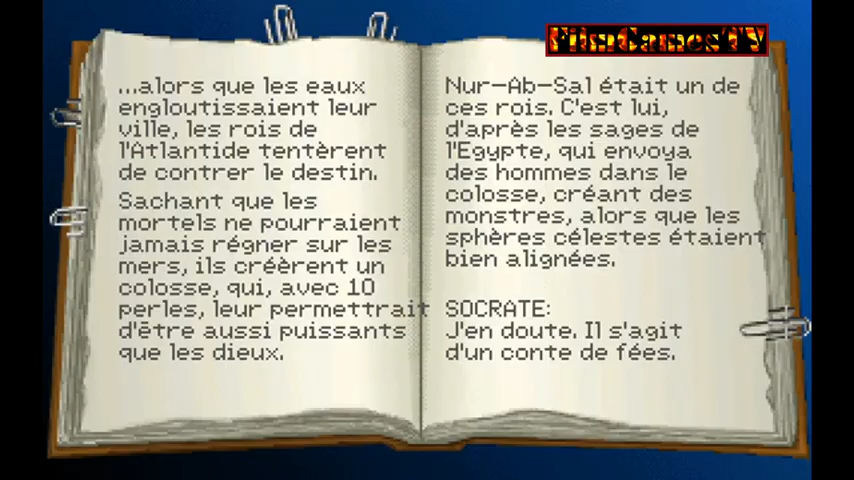 FilmGamesTV
...alors que les eaux
engloutissaient leur
ville, les rois de
l'Atlantide tentèrent
de contrer le destin.
Sachant que les
mortels ne pourraient
jamais régner sur les
mers, ils créèrent un
colosse, qui, avec 10
perles, leur permettrait
d'être aussi puissants
que les dieux.
Nur-Ab-Sal était un de
ces rois. C'est lui,
d'après les sages de
l'Egypte, qui envoya
des hommes dans le
colosse, créant des
monstres, alors que les
sphères célestes étaient
bien alignées.
SOCRATE:
J'en doute. Il s'agit
d'un conte de fées.